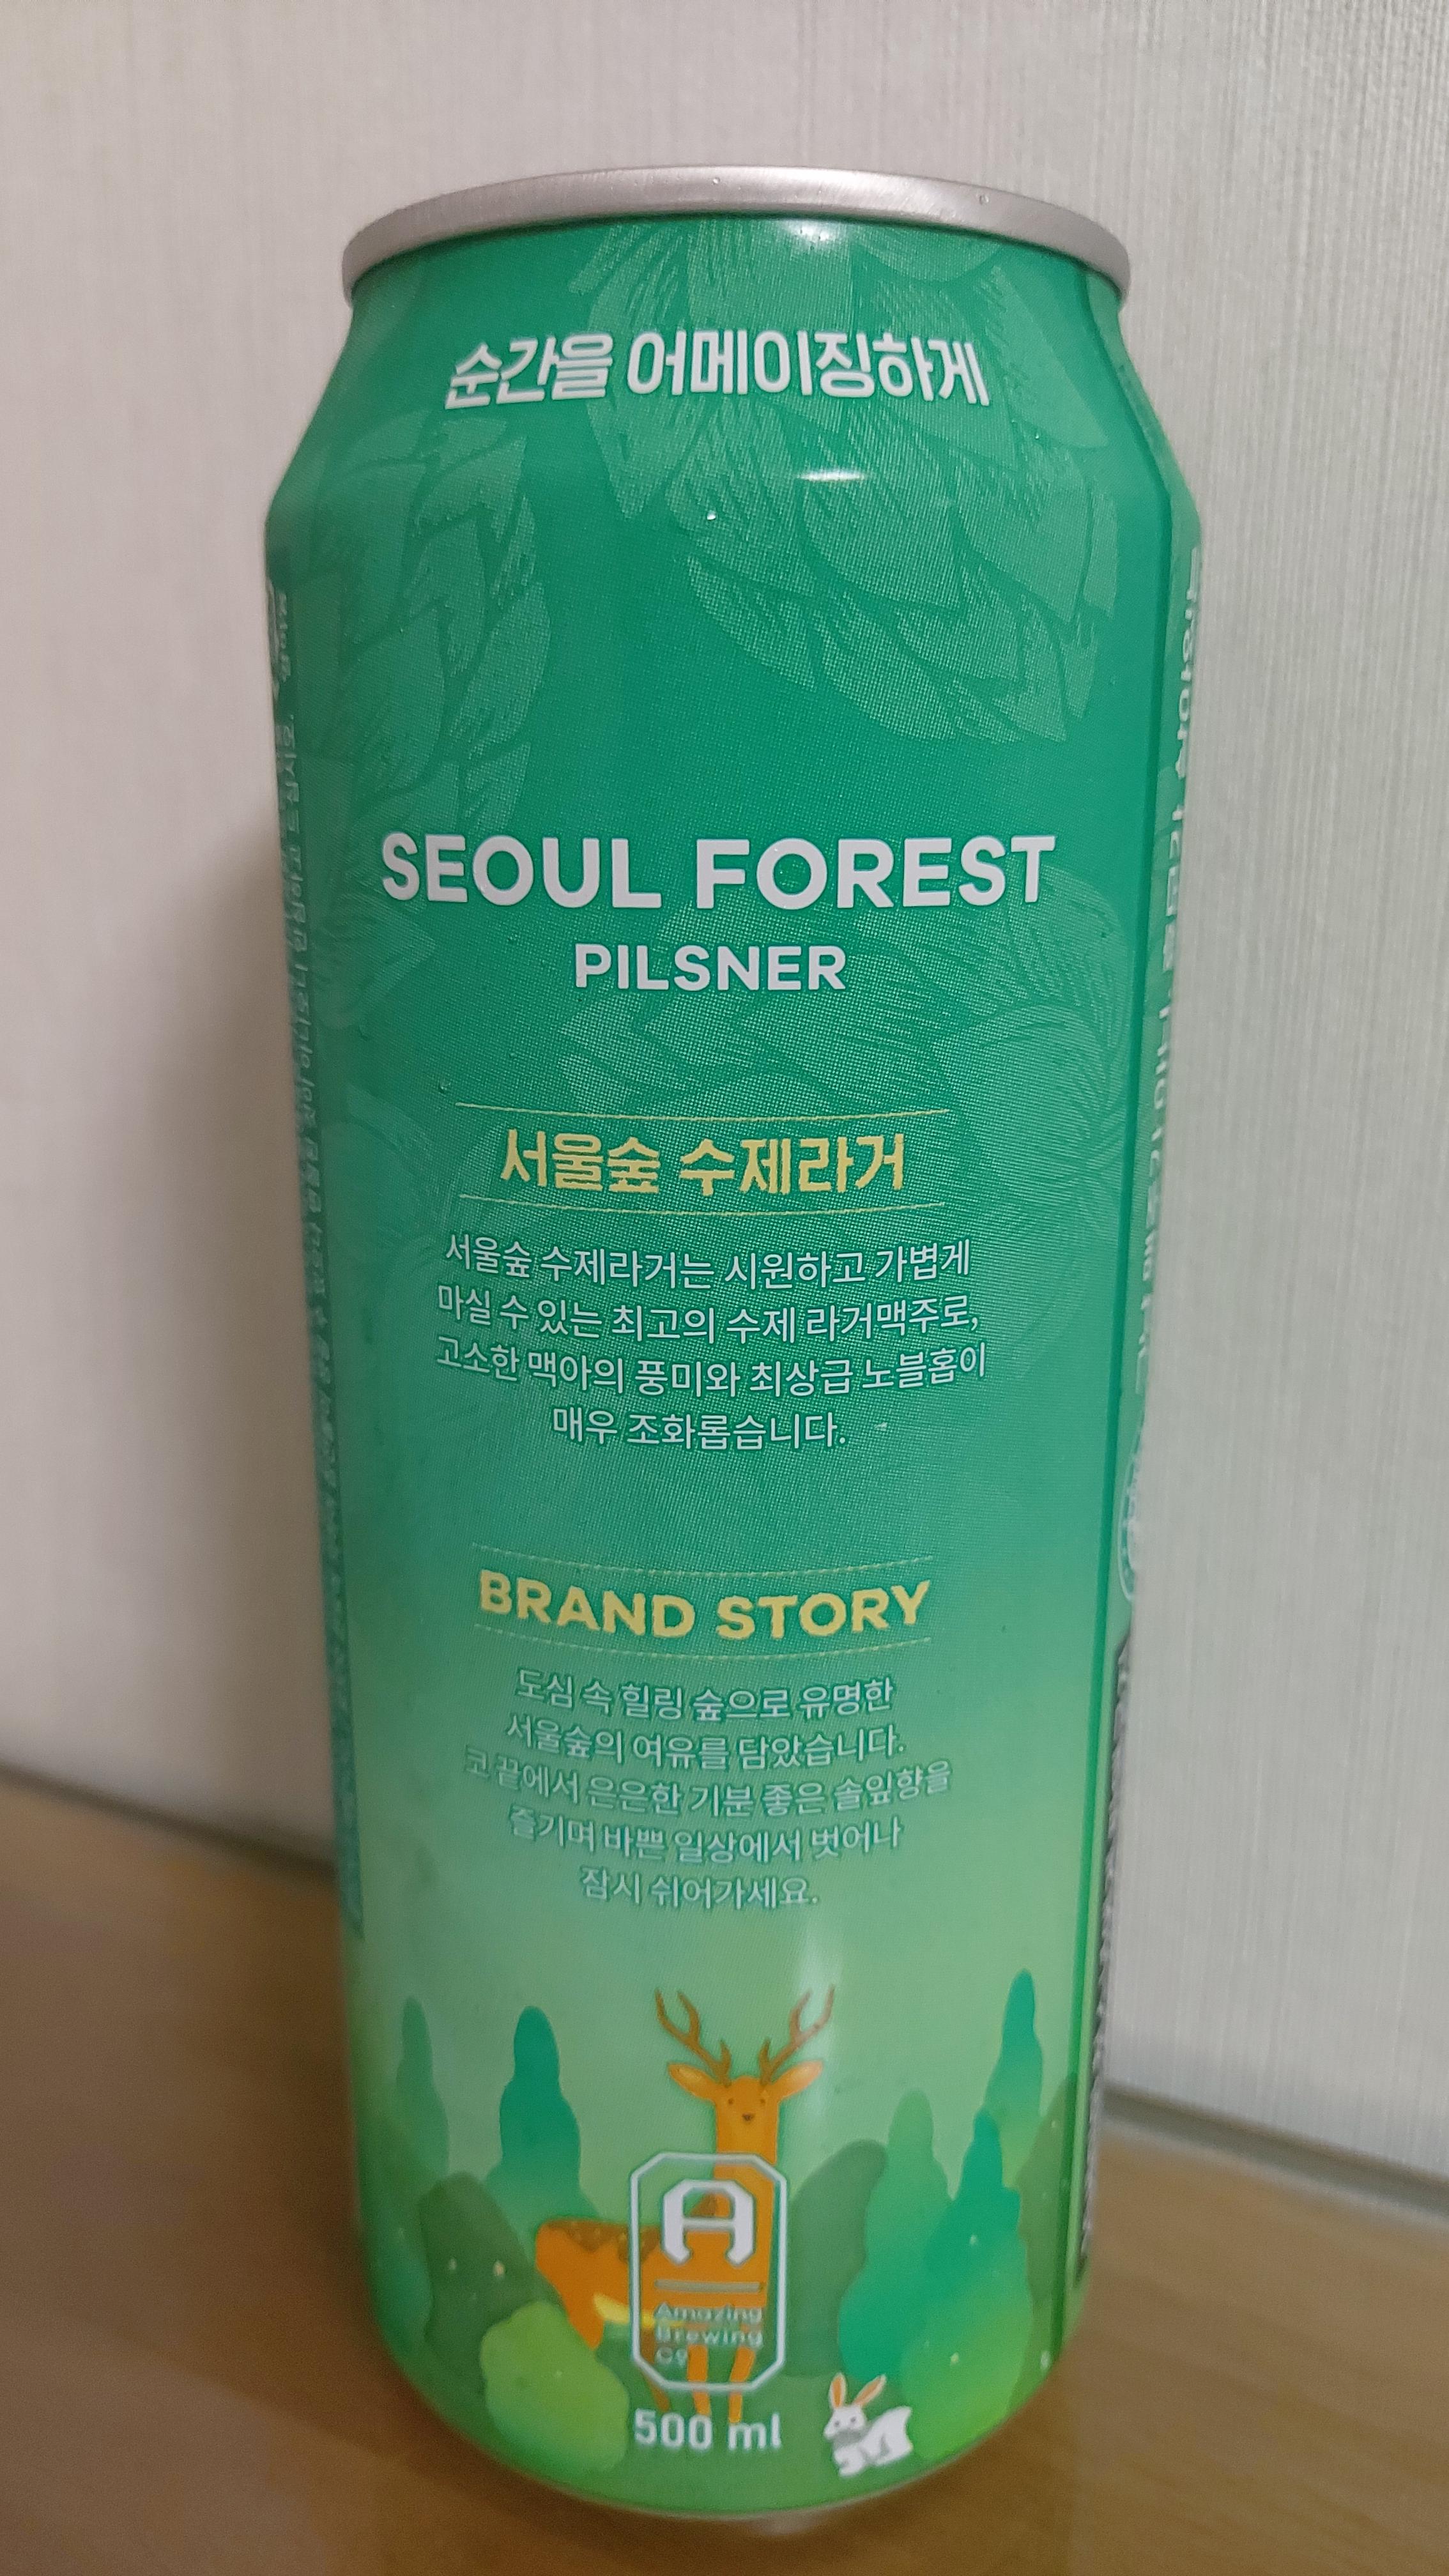 순간을 어메이징하게
SEOUL FOREST
PILSNER
서울숲 수제라거
서울숲 수제라거는 시원하고 가볍게
마실 수 있는 최고의 수제 라거맥주로,
고소한 맥아의 풍미와 최상급 노블홉이
매우 조화롭습니다.
BRAND STORY
도심 속 힐링 숲으로 유명한
서울숲의 여유를 담았습니다.
코 끝에서 은은한 기분 좋은 솔잎향을
즐기며 바쁜 일상에서 벗어나
잠시 쉬어가세요.
A
Amazing
Brewing
Co
500 ml